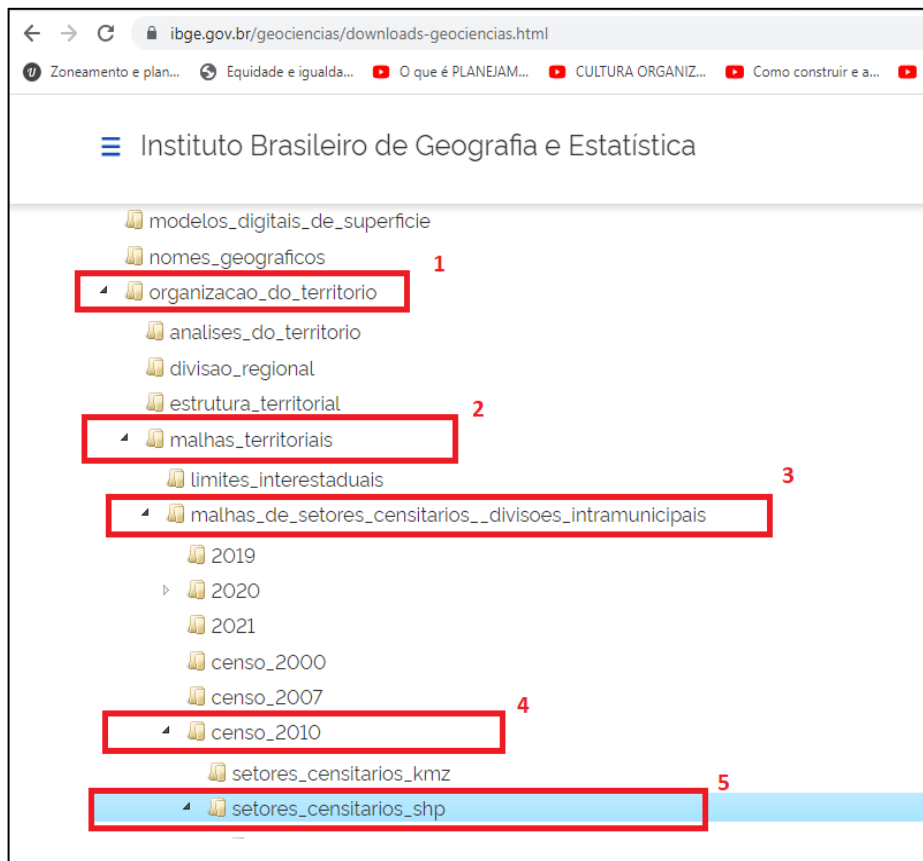 ibge.gov.br/geociencias/downloads-geociencias.html
Zoneamento e plan... Equidade e igualda... O que é PLANEJAM... CULTURA ORGANIZ... Como construir e a...
Instituto Brasileiro de Geografia e Estatística
modelos_digitais_de_superficie
nomes_geograficos
1
organizacao_do_territorio
analises_do_territorio
divisao_regional
estrutura_territorial
2
malhas_territoriais
limites_interestaduais
3
malhas_de_setores_censitarios__divisoes_intramunicipais
2019
2020
2021
censo_2000
censo_2007
4
censo_2010
setores_censitarios_kmz
5
setores_censitarios_shp